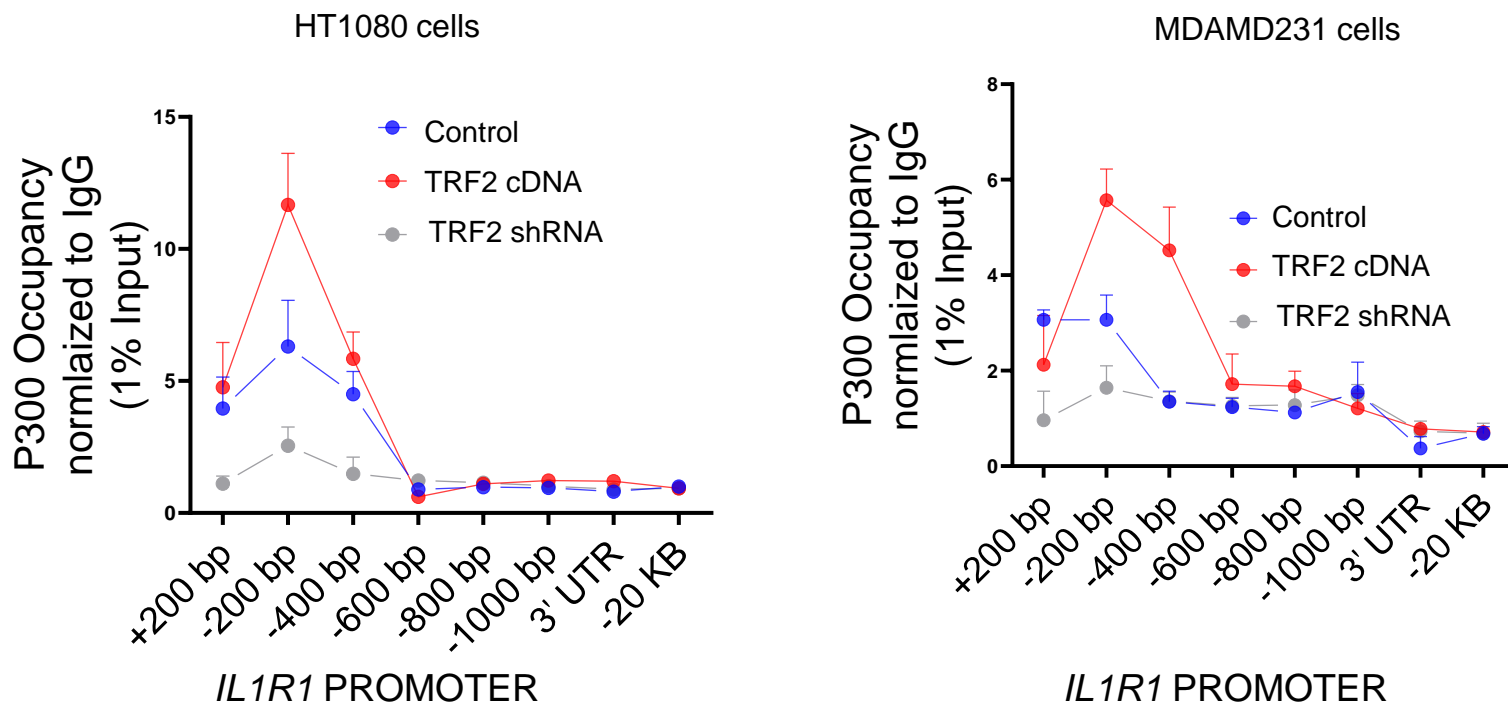 HT1080 cells
P300 Occupancy
normlaized to IgG
(1% Input)
15
10
5
0
Control
TRF2 cDNA
TRF2 shRNA
+200 bp
-200 bp
-400 bp
-600 bp
-800 bp
-1000 bp
3' UTR
-20 KB
IL1R1 PROMOTER
MDAMD231 cells
P300 Occupancy
normlaized to IgG
(1% Input)
8
6
4
2
0
Control
TRF2 cDNA
TRF2 shRNA
+200 bp
-200 bp
-400 bp
-600 bp
-800 bp
-1000 bp
3' UTR
-20 KB
IL1R1 PROMOTER